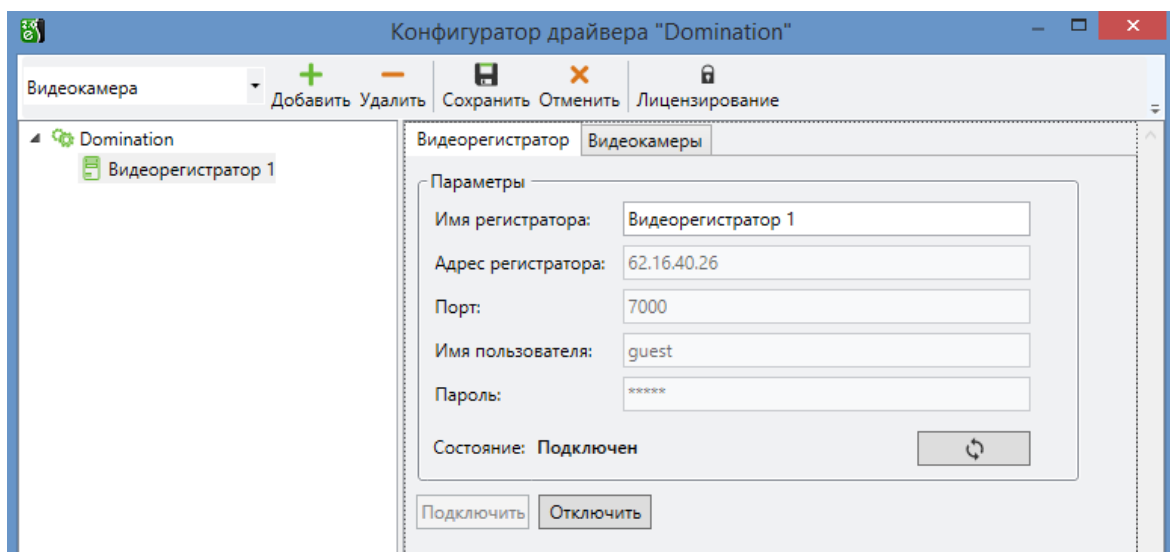 Конфигуратор драйвера "Domination"
Видеокамера
Добавить Удалить Сохранить Отменить Лицензирование
Domination
Видеорегистратор 1
Видеорегистратор Видеокамеры
Параметры
Имя регистратора: Видеорегистратор 1
Адрес регистратора: 62.16.40.26
Порт: 7000
Имя пользователя: guest
Пароль: *****
Состояние: Подключен
Подключить Отключить